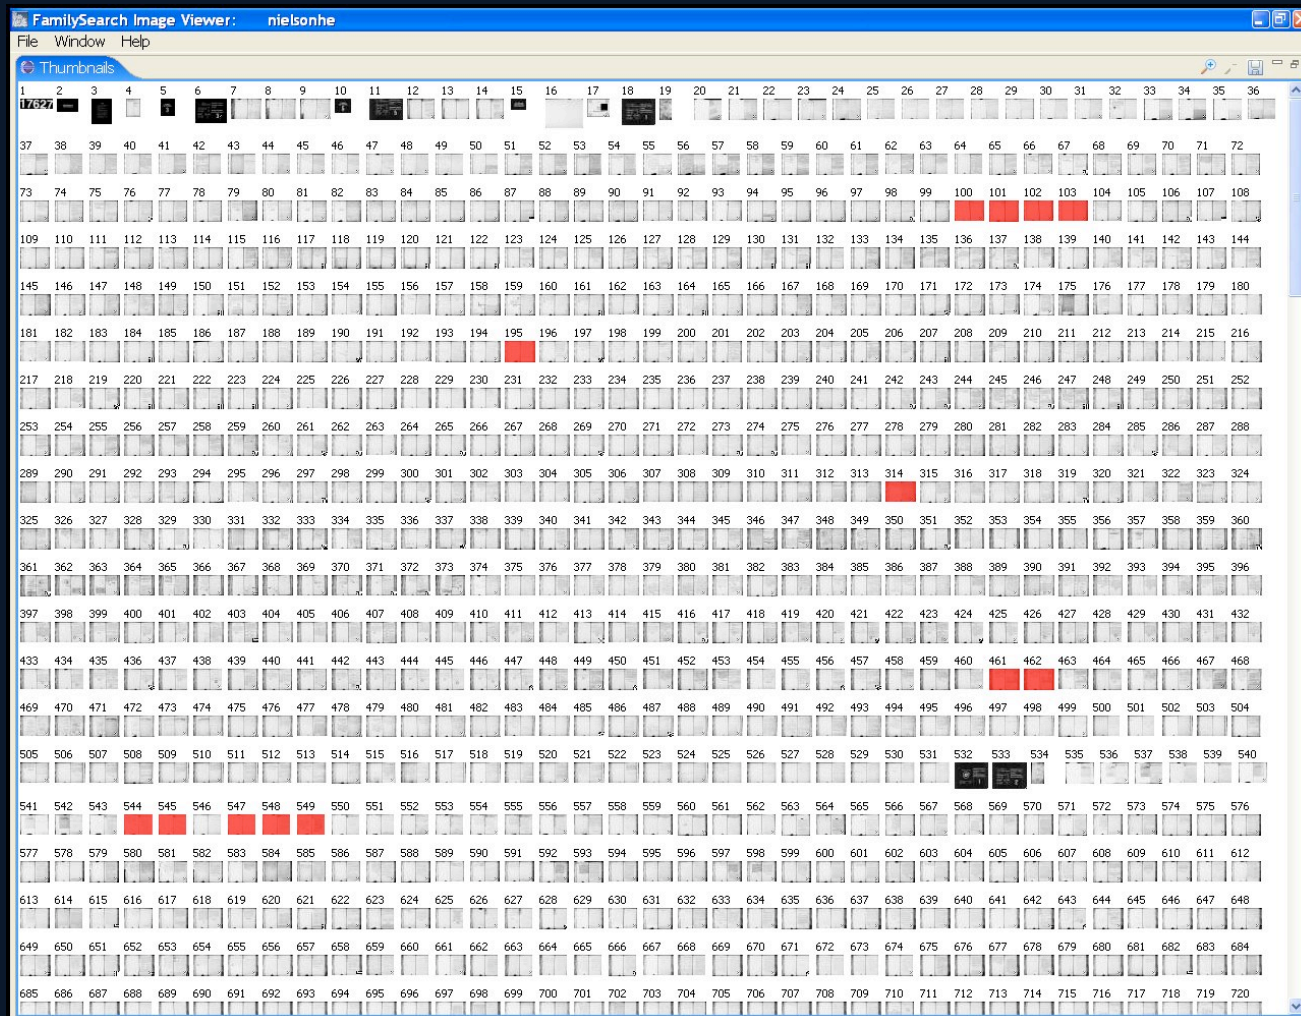 FamilySearch Image Viewer: nielsonhe
File Window Help
Thumbnails
1 2 3 4 5 6 7 8 9 10 11 12 13 14 15 16 17 18 19 20 21 22 23 24 25 26 27 28 29 30 31 32 33 34 35 36
17627
37 38 39 40 41 42 43 44 45 46 47 48 49 50 51 52 53 54 55 56 57 58 59 60 61 62 63 64 65 66 67 68 69 70 71 72
73 74 75 76 77 78 79 80 81 82 83 84 85 86 87 88 89 90 91 92 93 94 95 96 97 98 99 100 101 102 103 104 105 106 107 108
109 110 111 112 113 114 115 116 117 118 119 120 121 122 123 124 125 126 127 128 129 130 131 132 133 134 135 136 137 138 139 140 141 142 143 144
145 146 147 148 149 150 151 152 153 154 155 156 157 158 159 160 161 162 163 164 165 166 167 168 169 170 171 172 173 174 175 176 177 178 179 180
181 182 183 184 185 186 187 188 189 190 191 192 193 194 195 196 197 198 199 200 201 202 203 204 205 206 207 208 209 210 211 212 213 214 215 216
217 218 219 220 221 222 223 224 225 226 227 228 229 230 231 232 233 234 235 236 237 238 239 240 241 242 243 244 245 246 247 248 249 250 251 252
253 254 255 256 257 258 259 260 261 262 263 264 265 266 267 268 269 270 271 272 273 274 275 276 277 278 279 280 281 282 283 284 285 286 287 288
289 290 291 292 293 294 295 296 297 298 299 300 301 302 303 304 305 306 307 308 309 310 311 312 313 314 315 316 317 318 319 320 321 322 323 324
325 326 327 328 329 330 331 332 333 334 335 336 337 338 339 340 341 342 343 344 345 346 347 348 349 350 351 352 353 354 355 356 357 358 359 360
361 362 363 364 365 366 367 368 369 370 371 372 373 374 375 376 377 378 379 380 381 382 383 384 385 386 387 388 389 390 391 392 393 394 395 396
397 398 399 400 401 402 403 404 405 406 407 408 409 410 411 412 413 414 415 416 417 418 419 420 421 422 423 424 425 426 427 428 429 430 431 432
433 434 435 436 437 438 439 440 441 442 443 444 445 446 447 448 449 450 451 452 453 454 455 456 457 458 459 460 461 462 463 464 465 466 467 468
469 470 471 472 473 474 475 476 477 478 479 480 481 482 483 484 485 486 487 488 489 490 491 492 493 494 495 496 497 498 499 500 501 502 503 504
505 506 507 508 509 510 511 512 513 514 515 516 517 518 519 520 521 522 523 524 525 526 527 528 529 530 531 532 533 534 535 536 537 538 539 540
541 542 543 544 545 546 547 548 549 550 551 552 553 554 555 556 557 558 559 560 561 562 563 564 565 566 567 568 569 570 571 572 573 574 575 576
577 578 579 580 581 582 583 584 585 586 587 588 589 590 591 592 593 594 595 596 597 598 599 600 601 602 603 604 605 606 607 608 609 610 611 612
613 614 615 616 617 618 619 620 621 622 623 624 625 626 627 628 629 630 631 632 633 634 635 636 637 638 639 640 641 642 643 644 645 646 647 648
649 650 651 652 653 654 655 656 657 658 659 660 661 662 663 664 665 666 667 668 669 670 671 672 673 674 675 676 677 678 679 680 681 682 683 684
685 686 687 688 689 690 691 692 693 694 695 696 697 698 699 700 701 702 703 704 705 706 707 708 709 710 711 712 713 714 715 716 717 718 719 720